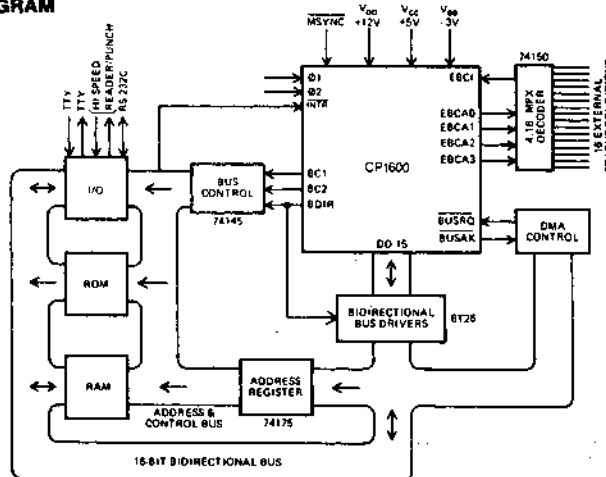 GRAM
MSYNC
VDD
+12V
VCC
+5V
VBB
-3V
Ø1
Ø2
INTR
BC1
BC2
BDIR
CP1600
EBCI
EBCA0
EBCA1
EBCA2
EBCA3
BUSRQ
BUSAK
D0 15
74150
4.16 MPX
DECODER
16 EXTERNAL
TTY
TTY
HI SPEED
READER/PUNCH
RS 232C
I/O
BUS
CONTROL
74145
DMA
CONTROL
ROM
BIDIRECTIONAL
BUS DRIVERS
8T26
RAM
ADDRESS
REGISTER
74175
ADDRESS &
CONTROL BUS
16-BIT BIDIRECTIONAL BUS